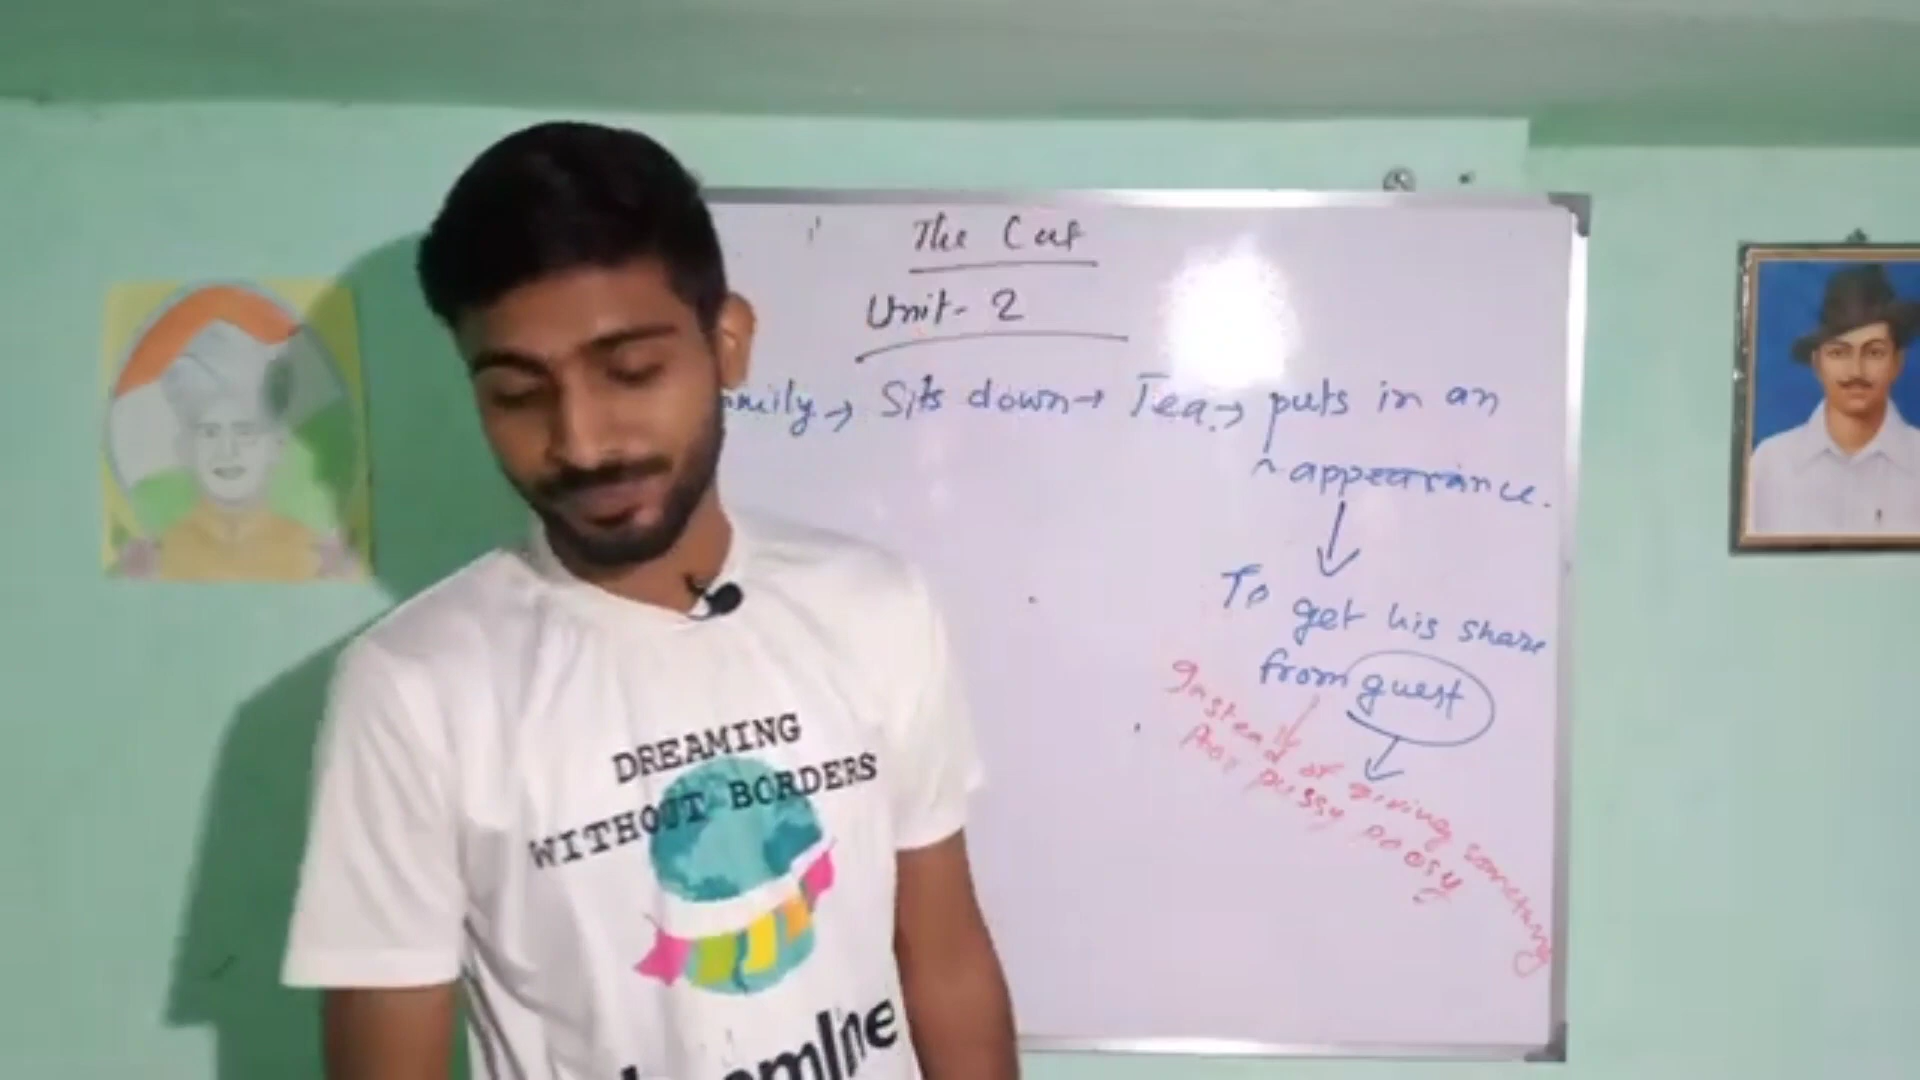 The Cat
Unit- 2
mily → Sits down → Tea → puts in an
appearance.
To get his share
from guest
Instead of giving something
Poor pussy poosy
DREAMING
WITHOUT BORDERS